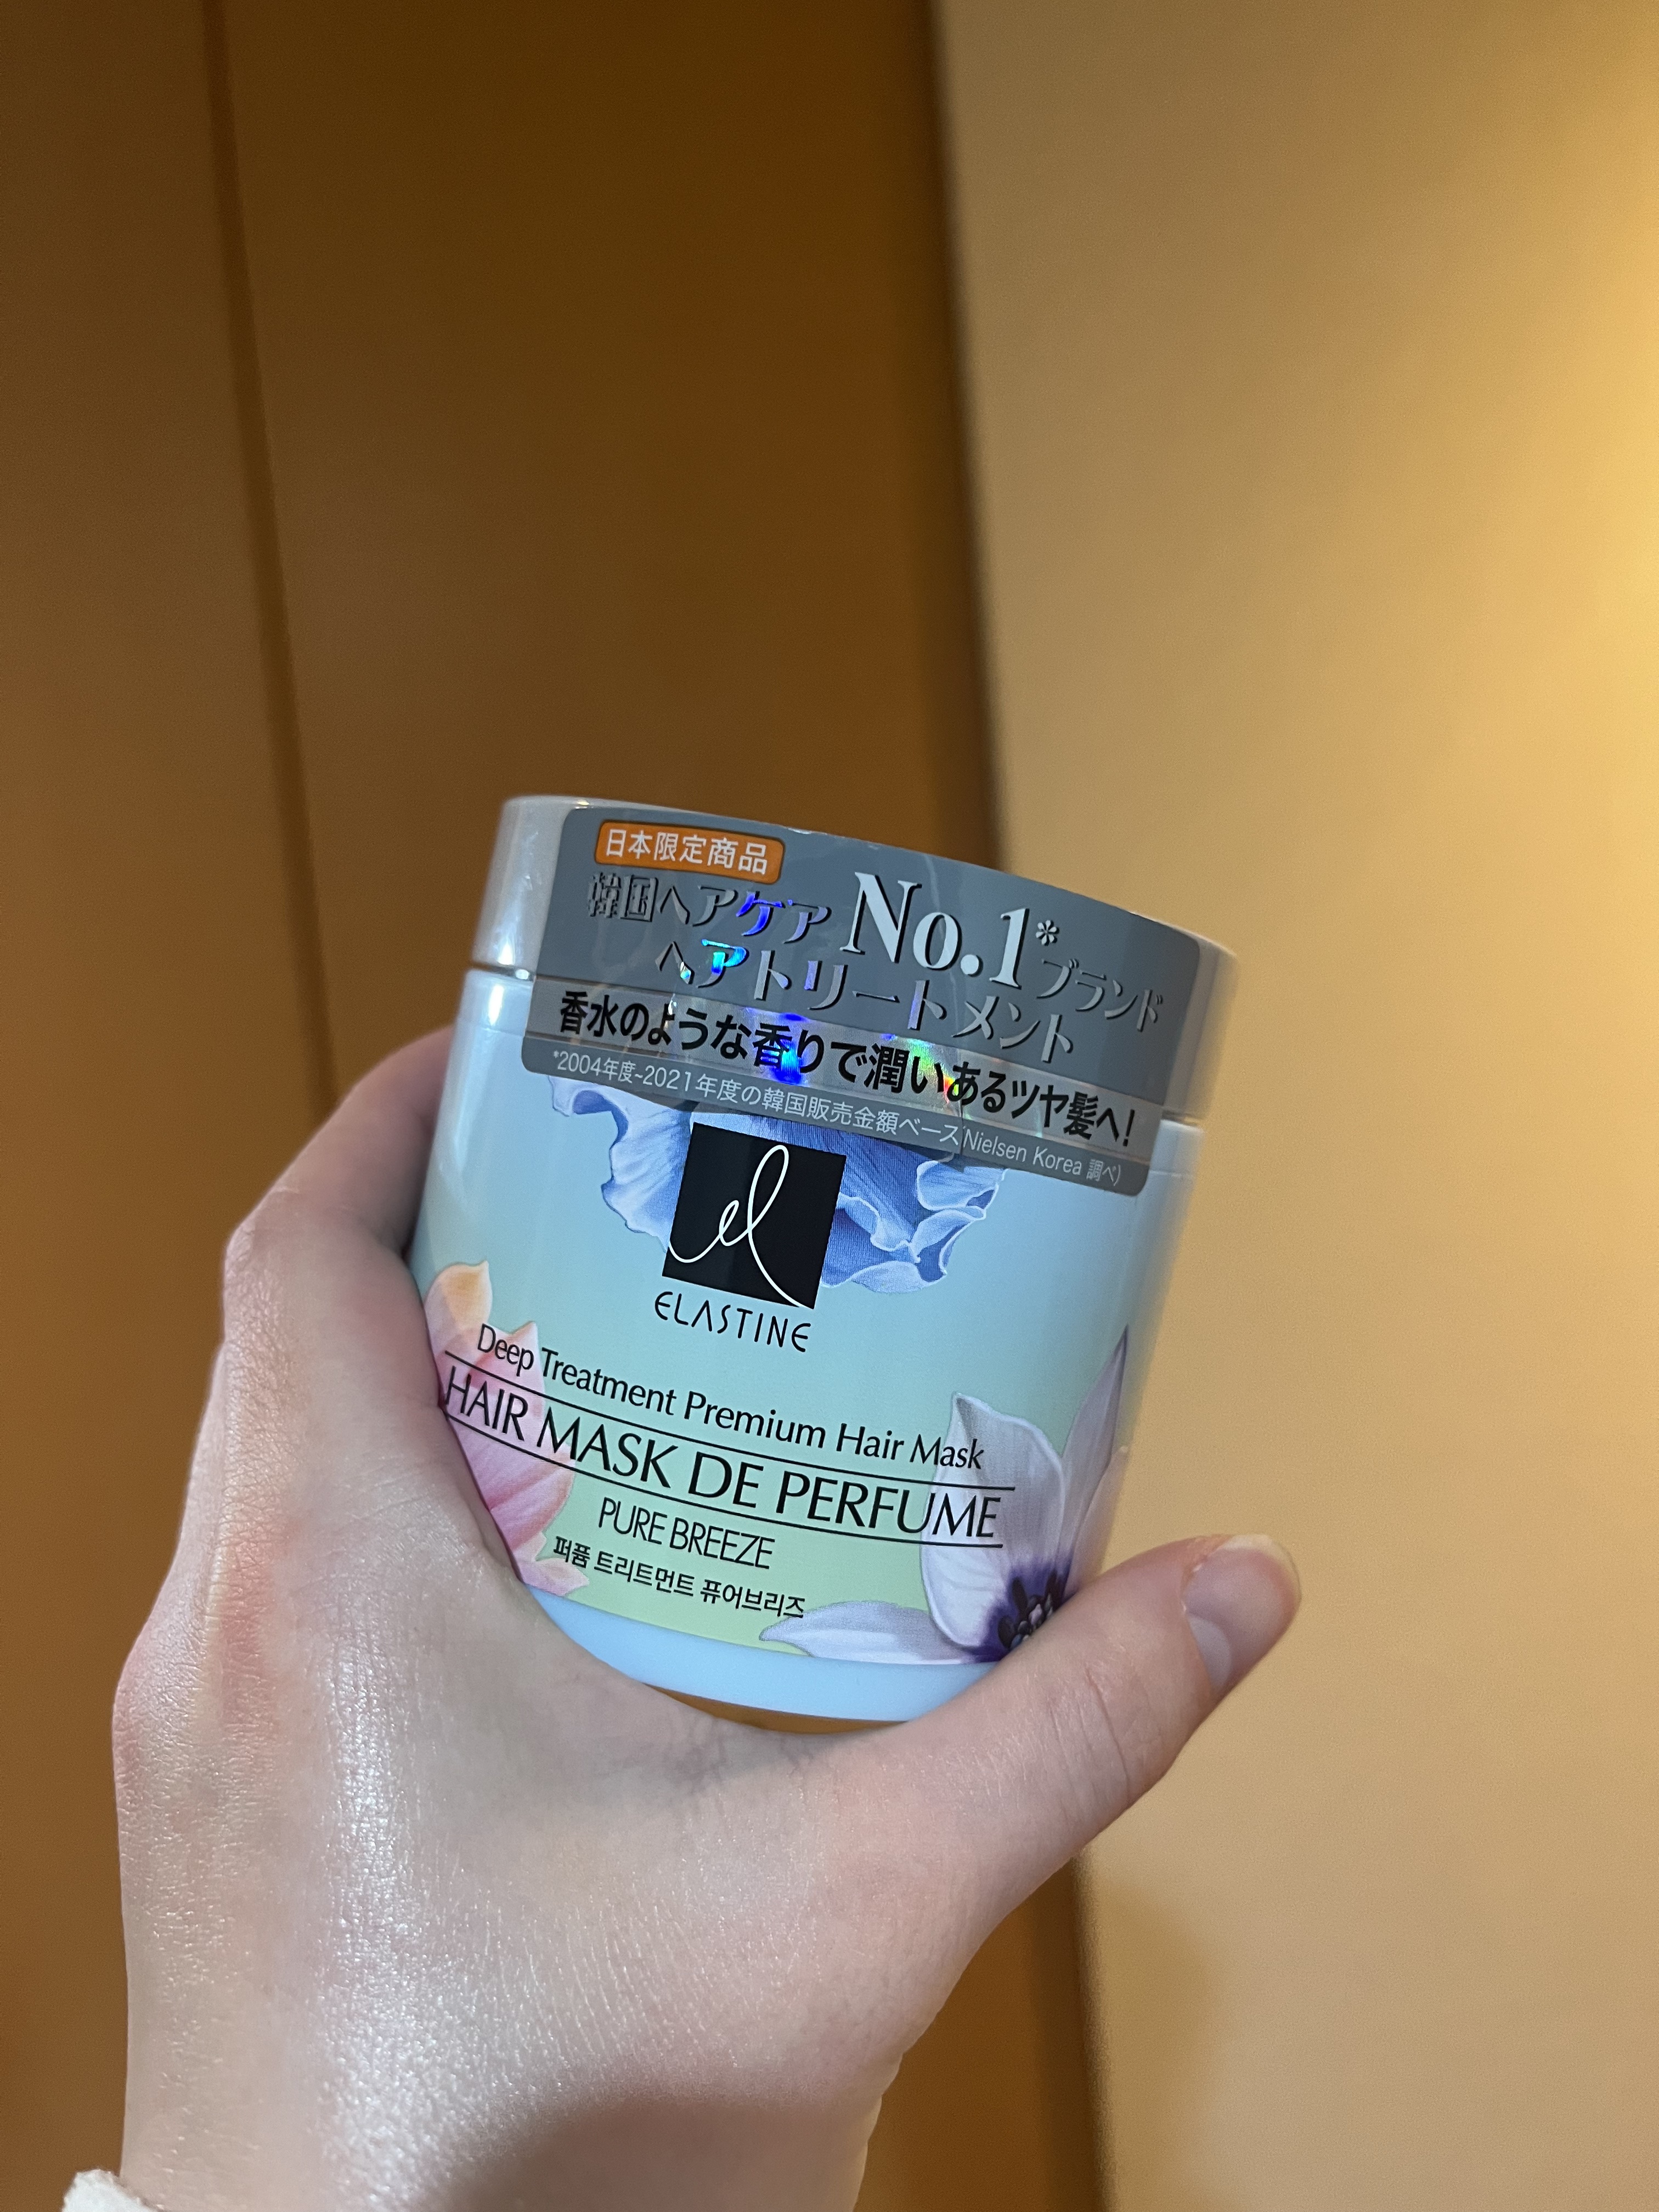 日本限定商品
韓国ヘアケア No.1* ブランド
ヘアトリートメント
香水のような香りで潤いあるツヤ髪へ!
*2004年度~2021年度の韓国販売金額ベース(Nielsen Korea 調べ)
el
ELASTINE
Deep Treatment Premium Hair Mask
HAIR MASK DE PERFUME
PURE BREEZE
퍼퓸 트리트먼트 퓨어브리즈